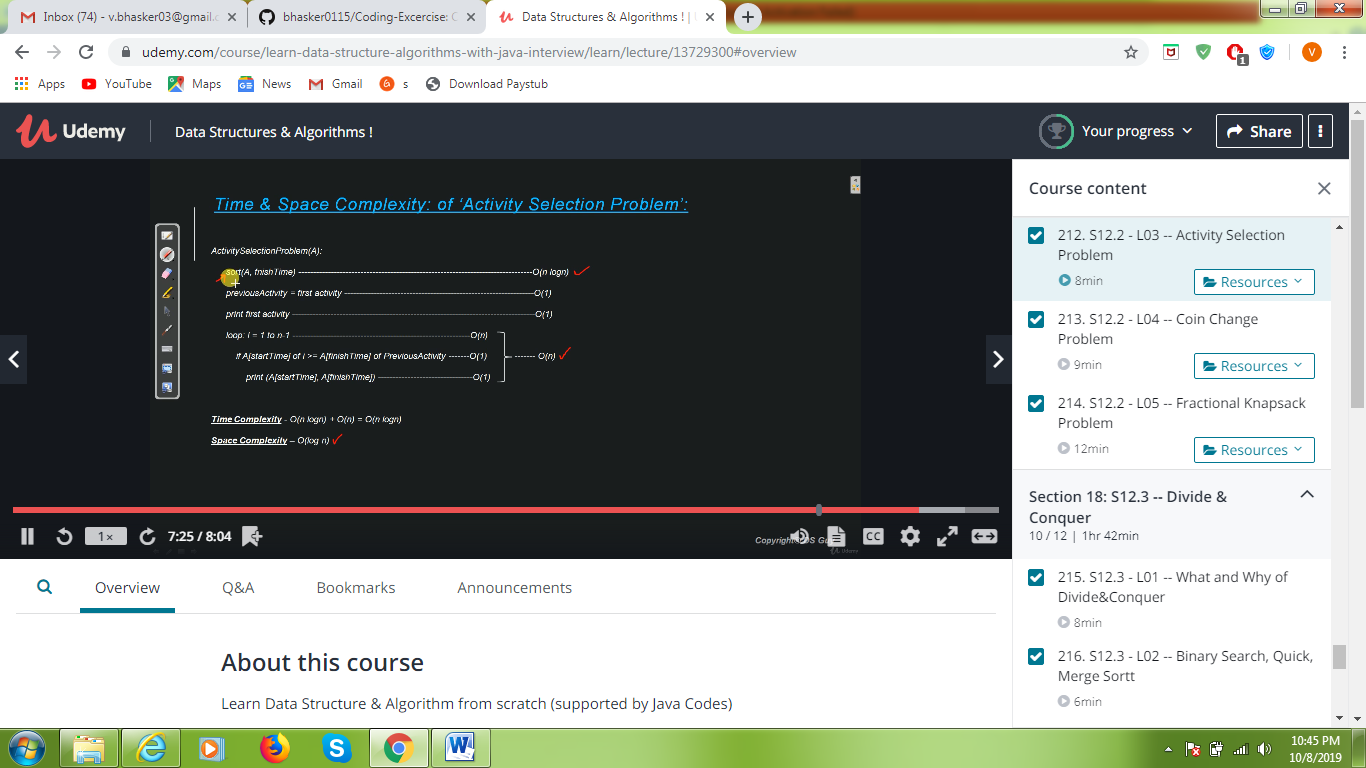 Inbox (74) - v.bhasker03@gmail.c
bhasker0115/Coding-Excercise: C
Data Structures & Algorithms ! | U
udemy.com/course/learn-data-structure-algorithms-with-java-interview/learn/lecture/13729300#overview
1
V
Apps YouTube Maps News Gmail s Download Paystub
Udemy
Data Structures & Algorithms !
Your progress
Share
Time & Space Complexity: of ‘Activity Selection Problem’:
ActivitySelectionProblem(A):
sort(A, fnishTime) ---------- O(n logn)
previousActivity = first activity ---------- O(1)
print first activity ---------- O(1)
loop: i = 1 to n-1 ---------- O(n)
if A[startTime] of i >= A[finishTime] of PreviousActivity -------O(1) ------- O(n)
print (A[startTime], A[finishTime]) ---------- O(1)
Time Complexity - O(n logn) + O(n) = O(n logn)
Space Complexity – O(log n)
1x
7:25 / 8:04
CC
Udemy
Course content
212. S12.2 - L03 -- Activity Selection
Problem
8min
Resources
213. S12.2 - L04 -- Coin Change
Problem
9min
Resources
214. S12.2 - L05 -- Fractional Knapsack
Problem
12min
Resources
Section 18: S12.3 -- Divide &
Conquer
10 / 12 | 1hr 42min
215. S12.3 - L01 -- What and Why of
Divide&Conquer
8min
216. S12.3 - L02 -- Binary Search, Quick,
Merge Sortt
6min
Overview Q&A Bookmarks Announcements
About this course
Learn Data Structure & Algorithm from scratch (supported by Java Codes)
10:45 PM
10/8/2019